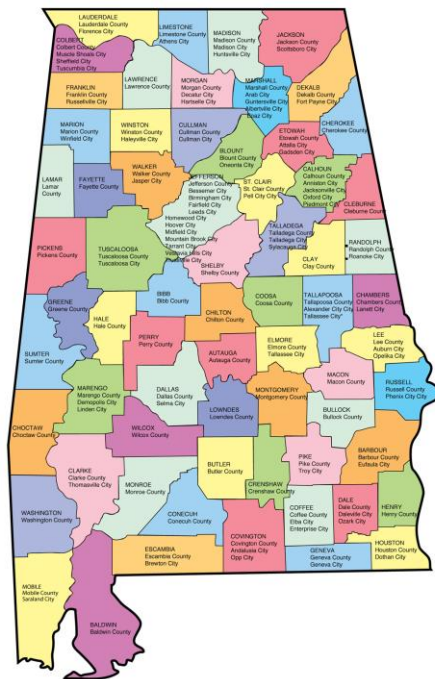 LAUDERDALE
Lauderdale County
Florence City
LIMESTONE
Limestone County
Athens City
MADISON
Madison County
Madison City
Huntsville
JACKSON
Jackson County
Scottsboro City
COLBERT
Colbert County
Muscle Shoals City
Sheffield City
Tuscumbia City
FRANKLIN
Franklin County
Russellville City
LAWRENCE
Lawrence County
MORGAN
Morgan County
Decatur City
Hartselle
MARSHALL
Marshall County
Arab City
Guntersville City
Albertville City
Boaz City
DEKALB
Dekalb County
Fort Payne City
CHEROKEE
Cherokee County
MARION
Marion County
Winfield City
WINSTON
Winston County
Haleyville City
CULLMAN
Cullman County
Cullman City
BLOUNT
Blount County
Oneonta City
ETOWAH
Etowah County
Attalla City
Gadsden City
LAMAR
Lamar County
FAYETTE
Fayette County
WALKER
Walker County
Jasper City
JEFFERSON
Jefferson County
Bessemer City
Birmingham City
Fairfield City
Leeds City
Homewood City
Hoover City
Midfield City
Mountain Brook City
Tarrant City
Vestavia Hills City
Trussville City
ST. CLAIR
St. Clair County
Pell City City
CALHOUN
Calhoun County
Anniston City
Jacksonville City
Oxford City
Piedmont City
CLEBURNE
Cleburne County
PICKENS
Pickens County
TUSCALOOSA
Tuscaloosa County
Tuscaloosa City
SHELBY
Shelby County
TALLADEGA
Talladega County
Talladega City
Sylacauga City
CLAY
Clay County
RANDOLPH
Randolph County
Roanoke City
GREENE
Greene County
HALE
Hale County
BIBB
Bibb County
CHILTON
Chilton County
COOSA
Coosa County
TALLAPOOSA
Tallapoosa County
Alexander City City
Tallassee City*
CHAMBERS
Chambers County
Lanett City
SUMTER
Sumter County
PERRY
Perry County
AUTAUGA
Autauga County
ELMORE
Elmore County
Tallassee City
LEE
Lee County
Auburn City
Opelika City
MARENGO
Marengo County
Demopolis City
Linden City
DALLAS
Dallas County
Selma City
LOWNDES
Lowndes County
MONTGOMERY
Montgomery County
MACON
Macon County
RUSSELL
Russell County
Phenix City City
BULLOCK
Bullock County
CHOCTAW
Choctaw County
WILCOX
Wilcox County
CLARKE
Clarke County
Thomasville City
MONROE
Monroe County
BUTLER
Butler County
CRENSHAW
Crenshaw County
PIKE
Pike County
Troy City
BARBOUR
Barbour County
Eufaula City
WASHINGTON
Washington County
CONECUH
Conecuh County
COFFEE
Coffee County
Elba City
Enterprise City
DALE
Dale County
Daleville City
Ozark City
HENRY
Henry County
ESCAMBIA
Escambia County
Brewton City
COVINGTON
Covington County
Andalusia City
Opp City
GENEVA
Geneva County
Geneva City
HOUSTON
Houston County
Dothan City
MOBILE
Mobile County
Saraland City
BALDWIN
Baldwin County